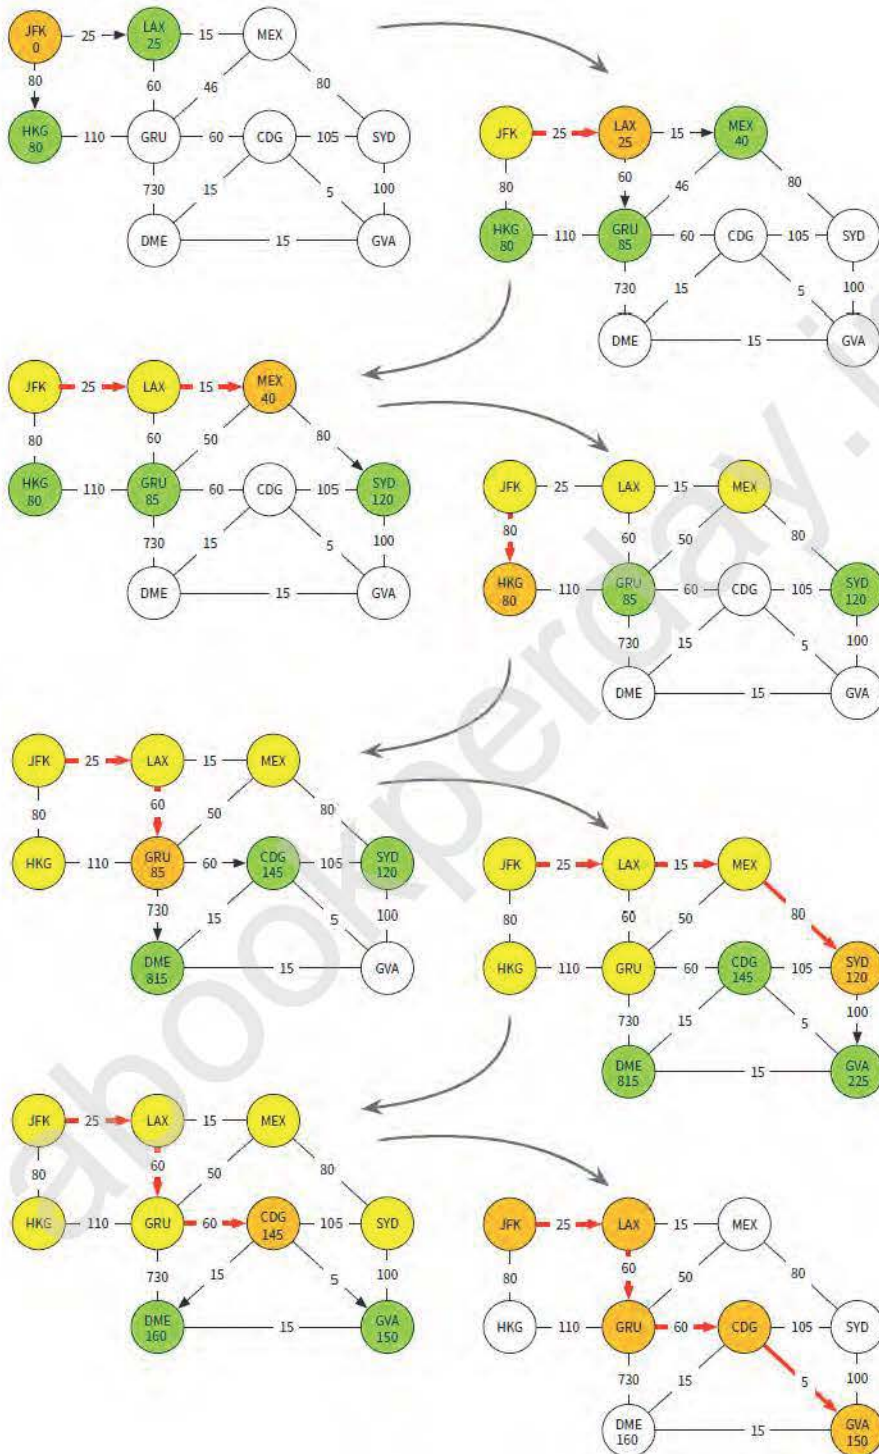 JFK 0 25 LAX 25 15 MEX
80 60 46 80
HKG 80 110 GRU 60 CDG 105 SYD
730 15 5 100
DME 15 GVA
JFK 25 LAX 25 15 MEX 40
80 60 46 80
HKG 80 110 GRU 85 60 CDG 105 SYD
730 15 5 100
DME 15 GVA
JFK 25 LAX 15 MEX 40
80 60 50 80
HKG 80 110 GRU 85 60 CDG 105 SYD 120
730 15 5 100
DME 15 GVA
JFK 25 LAX 15 MEX
80 60 50 80
HKG 80 110 GRU 85 60 CDG 105 SYD 120
730 15 5 100
DME 15 GVA
JFK 25 LAX 15 MEX
80 60 50 80
HKG 110 GRU 85 60 CDG 145 105 SYD 120
730 15 5 100
DME 815 15 GVA
JFK 25 LAX 15 MEX
80 60 50 80
HKG 110 GRU 60 CDG 145 105 SYD 120
730 15 5 100
DME 815 15 GVA 225
JFK 25 LAX 15 MEX
80 60 50 80
HKG 110 GRU 60 CDG 145 105 SYD
730 15 5 100
DME 160 15 GVA 150
JFK 25 LAX 15 MEX
80 60 50 80
HKG 110 GRU 60 CDG 105 SYD
730 15 5 100
DME 160 15 GVA 150
abookperday.ir